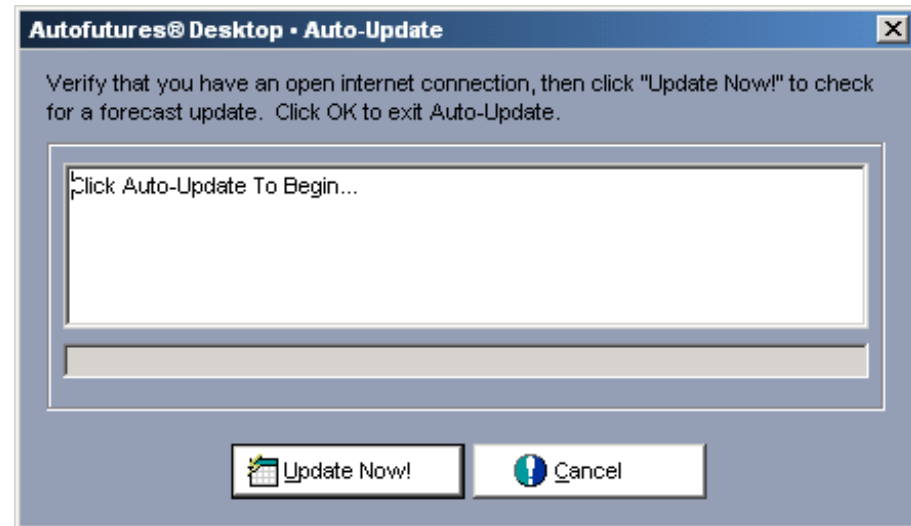 Autofutures® Desktop • Auto-Update
Verify that you have an open internet connection, then click "Update Now!" to check
for a forecast update. Click OK to exit Auto-Update.
Click Auto-Update To Begin...
Update Now!
Cancel